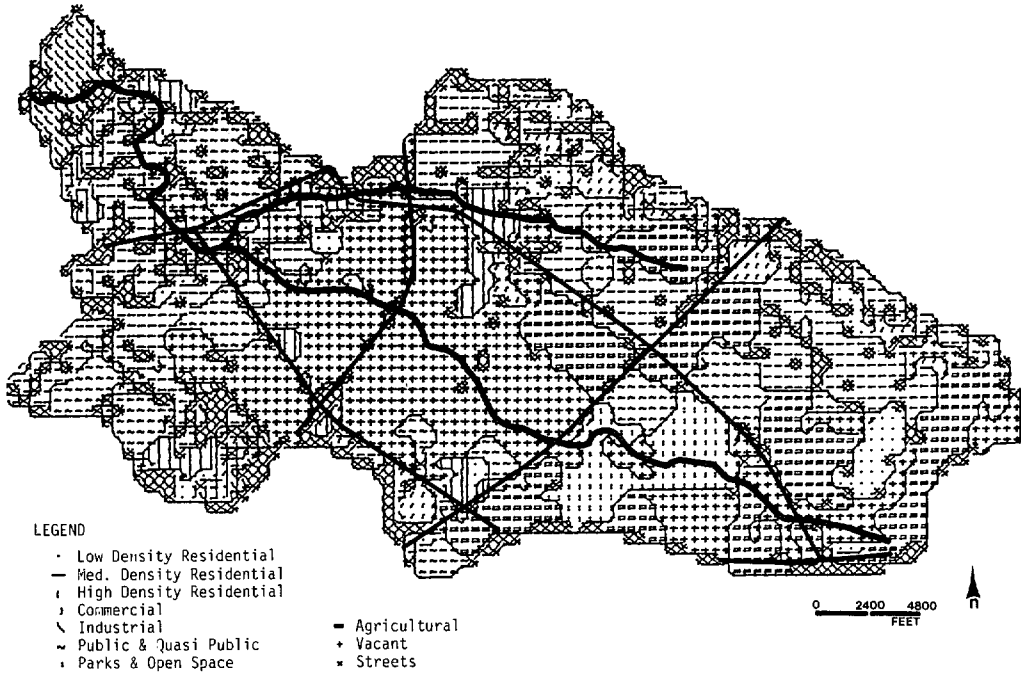 LEGEND
· Low Density Residential
— Med. Density Residential
ı High Density Residential
› Commercial
\ Industrial
~ Public & Quasi Public
ı Parks & Open Space
– Agricultural
+ Vacant
× Streets
n
0 2400 4800
FEET